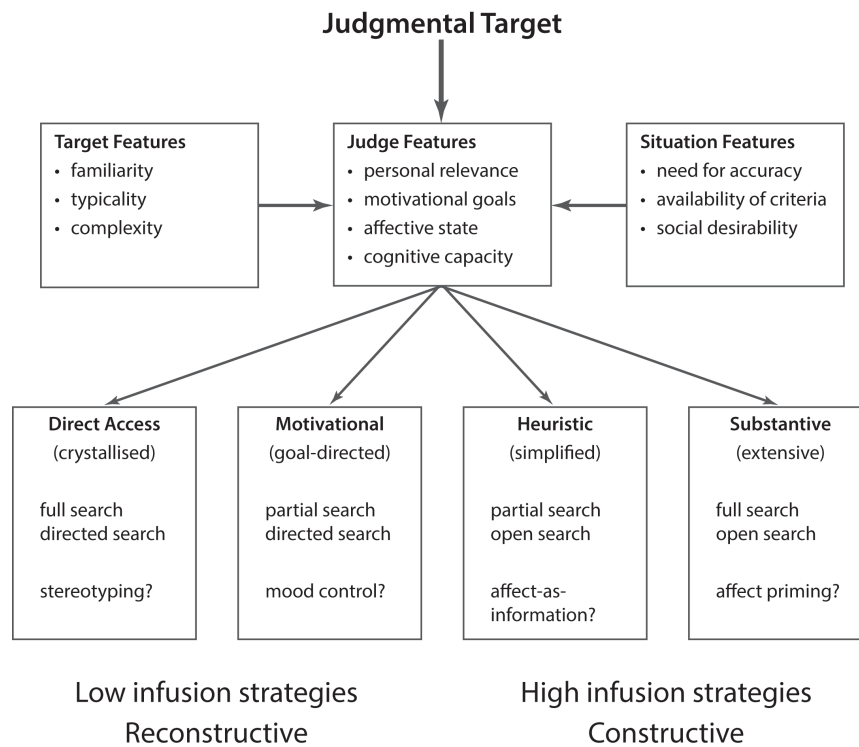 Judgmental Target
Target Features
• familiarity
• typicality
• complexity
Judge Features
• personal relevance
• motivational goals
• affective state
• cognitive capacity
Situation Features
• need for accuracy
• availability of criteria
• social desirability
Direct Access
(crystallised)
full search
directed search
stereotyping?
Motivational
(goal-directed)
partial search
directed search
mood control?
Heuristic
(simplified)
partial search
open search
affect-as-
information?
Substantive
(extensive)
full search
open search
affect priming?
Low infusion strategies
Reconstructive
High infusion strategies
Constructive